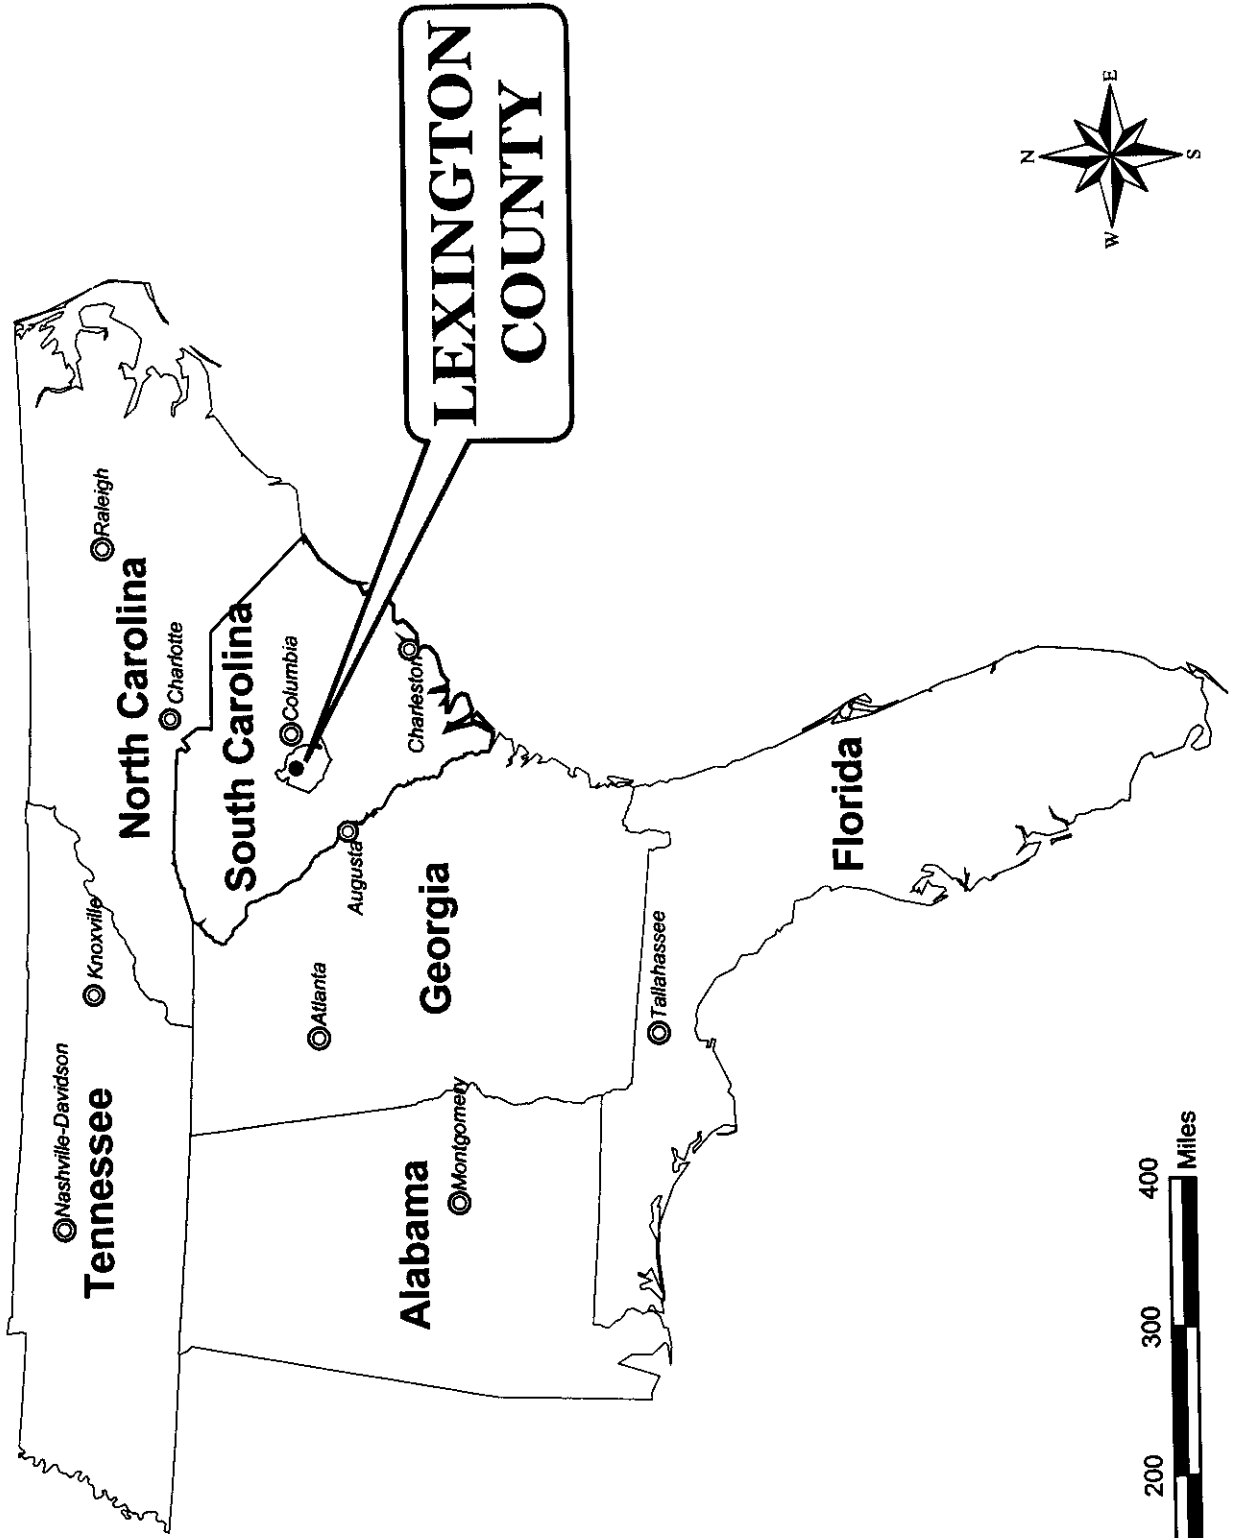 Nashville-Davidson
Tennessee
Knoxville
North Carolina
Raleigh
Charlotte
South Carolina
Columbia
Charleston
LEXINGTON
COUNTY
Augusta
Atlanta
Georgia
Alabama
Montgomery
Tallahassee
Florida
N
W
E
S
200 300 400
Miles